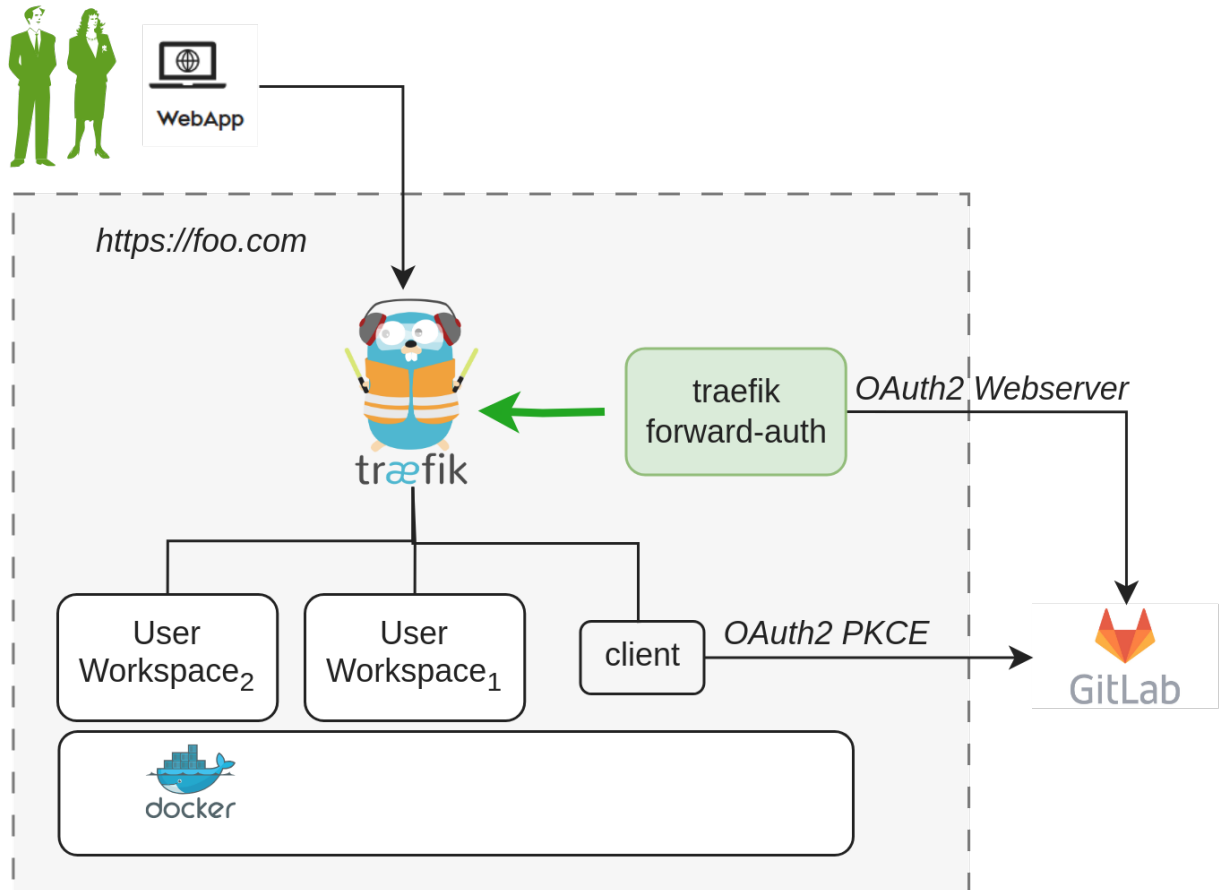 WebApp
https://foo.com
træfik
traefik
forward-auth
OAuth2 Webserver
User
Workspace2
User
Workspace1
client
OAuth2 PKCE
GitLab
docker